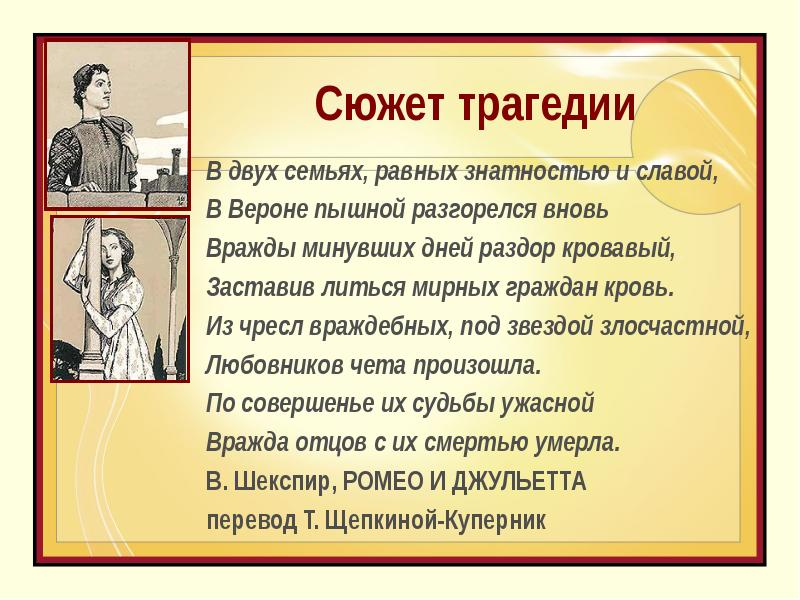 Сюжет трагедии
В двух семьях, равных знатностью и славой,
В Вероне пышной разгорелся вновь
Вражды минувших дней раздор кровавый,
Заставив литься мирных граждан кровь.
Из чресл враждебных, под звездой злосчастной,
Любовников чета произошла.
По совершенье их судьбы ужасной
Вражда отцов с их смертью умерла.
В. Шекспир, РОМЕО И ДЖУЛЬЕТТА
перевод Т. Щепкиной-Куперник